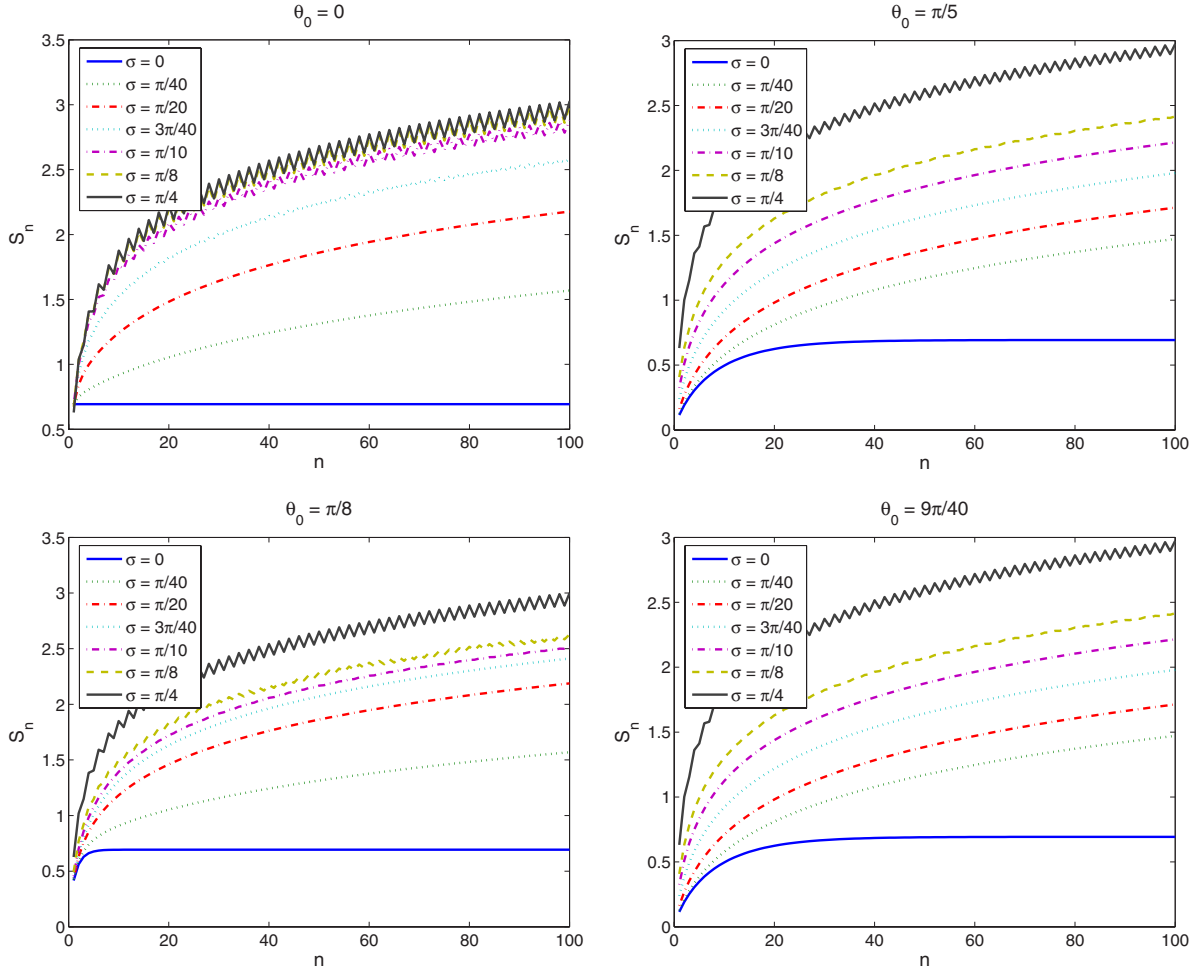 θ₀ = 0
3.5
3
2.5
2
1.5
1
0.5
0 20 40 60 80 100
n
Sₙ
σ = 0
σ = π/40
σ = π/20
σ = 3π/40
σ = π/10
σ = π/8
σ = π/4
θ₀ = π/5
3
2.5
2
1.5
1
0.5
0
0 20 40 60 80 100
n
Sₙ
σ = 0
σ = π/40
σ = π/20
σ = 3π/40
σ = π/10
σ = π/8
σ = π/4
θ₀ = π/8
3.5
3
2.5
2
1.5
1
0.5
0
0 20 40 60 80 100
n
Sₙ
σ = 0
σ = π/40
σ = π/20
σ = 3π/40
σ = π/10
σ = π/8
σ = π/4
θ₀ = 9π/40
3
2.5
2
1.5
1
0.5
0
0 20 40 60 80 100
n
Sₙ
σ = 0
σ = π/40
σ = π/20
σ = 3π/40
σ = π/10
σ = π/8
σ = π/4